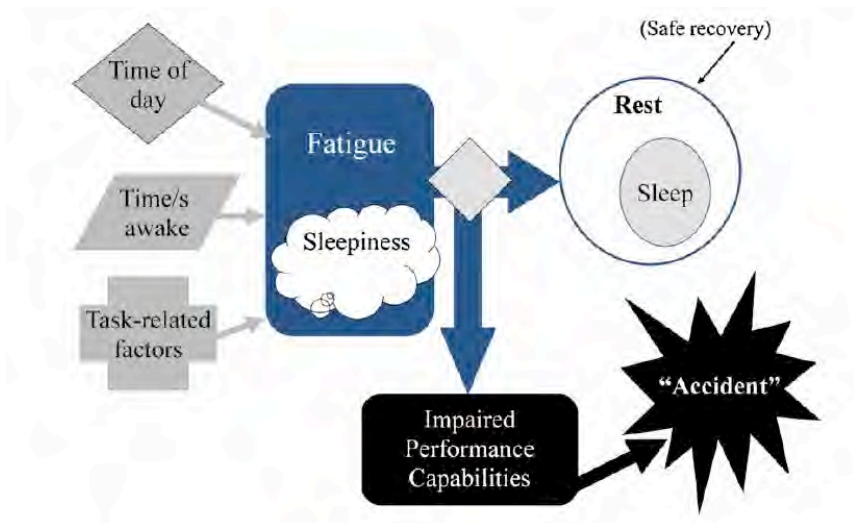 (Safe recovery)
Time of
day
Fatigue
Rest
Time/s
awake
Sleepiness
Sleep
Task-related
factors
“Accident”
Impaired
Performance
Capabilities